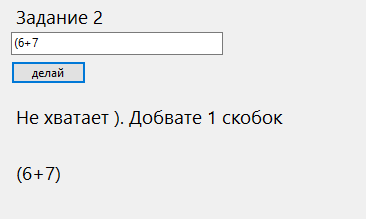 Задание 2
(6+7
делай
Не хватает ). Добвате 1 скобок
(6+7)